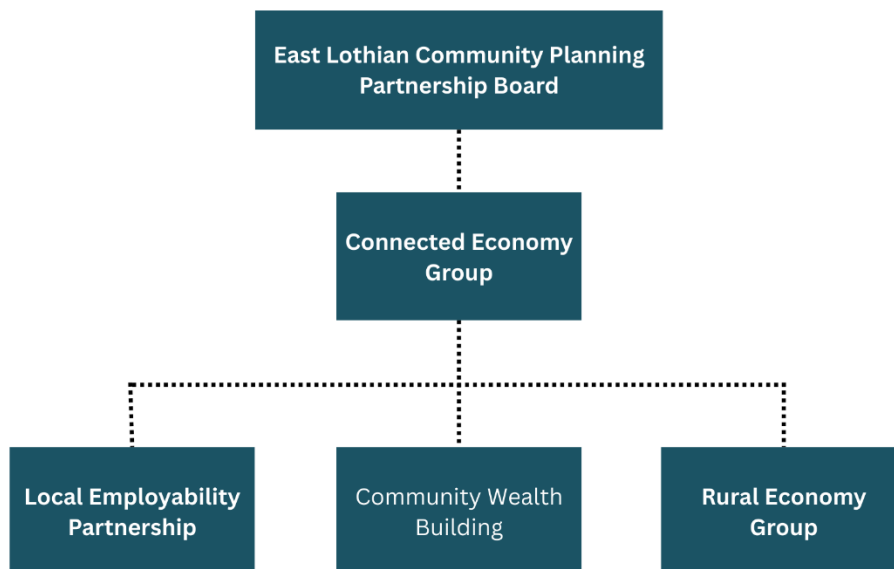 East Lothian Community Planning
Partnership Board
Connected Economy
Group
Local Employability
Partnership
Community Wealth
Building
Rural Economy
Group